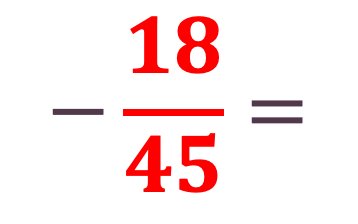 − 18/45 =